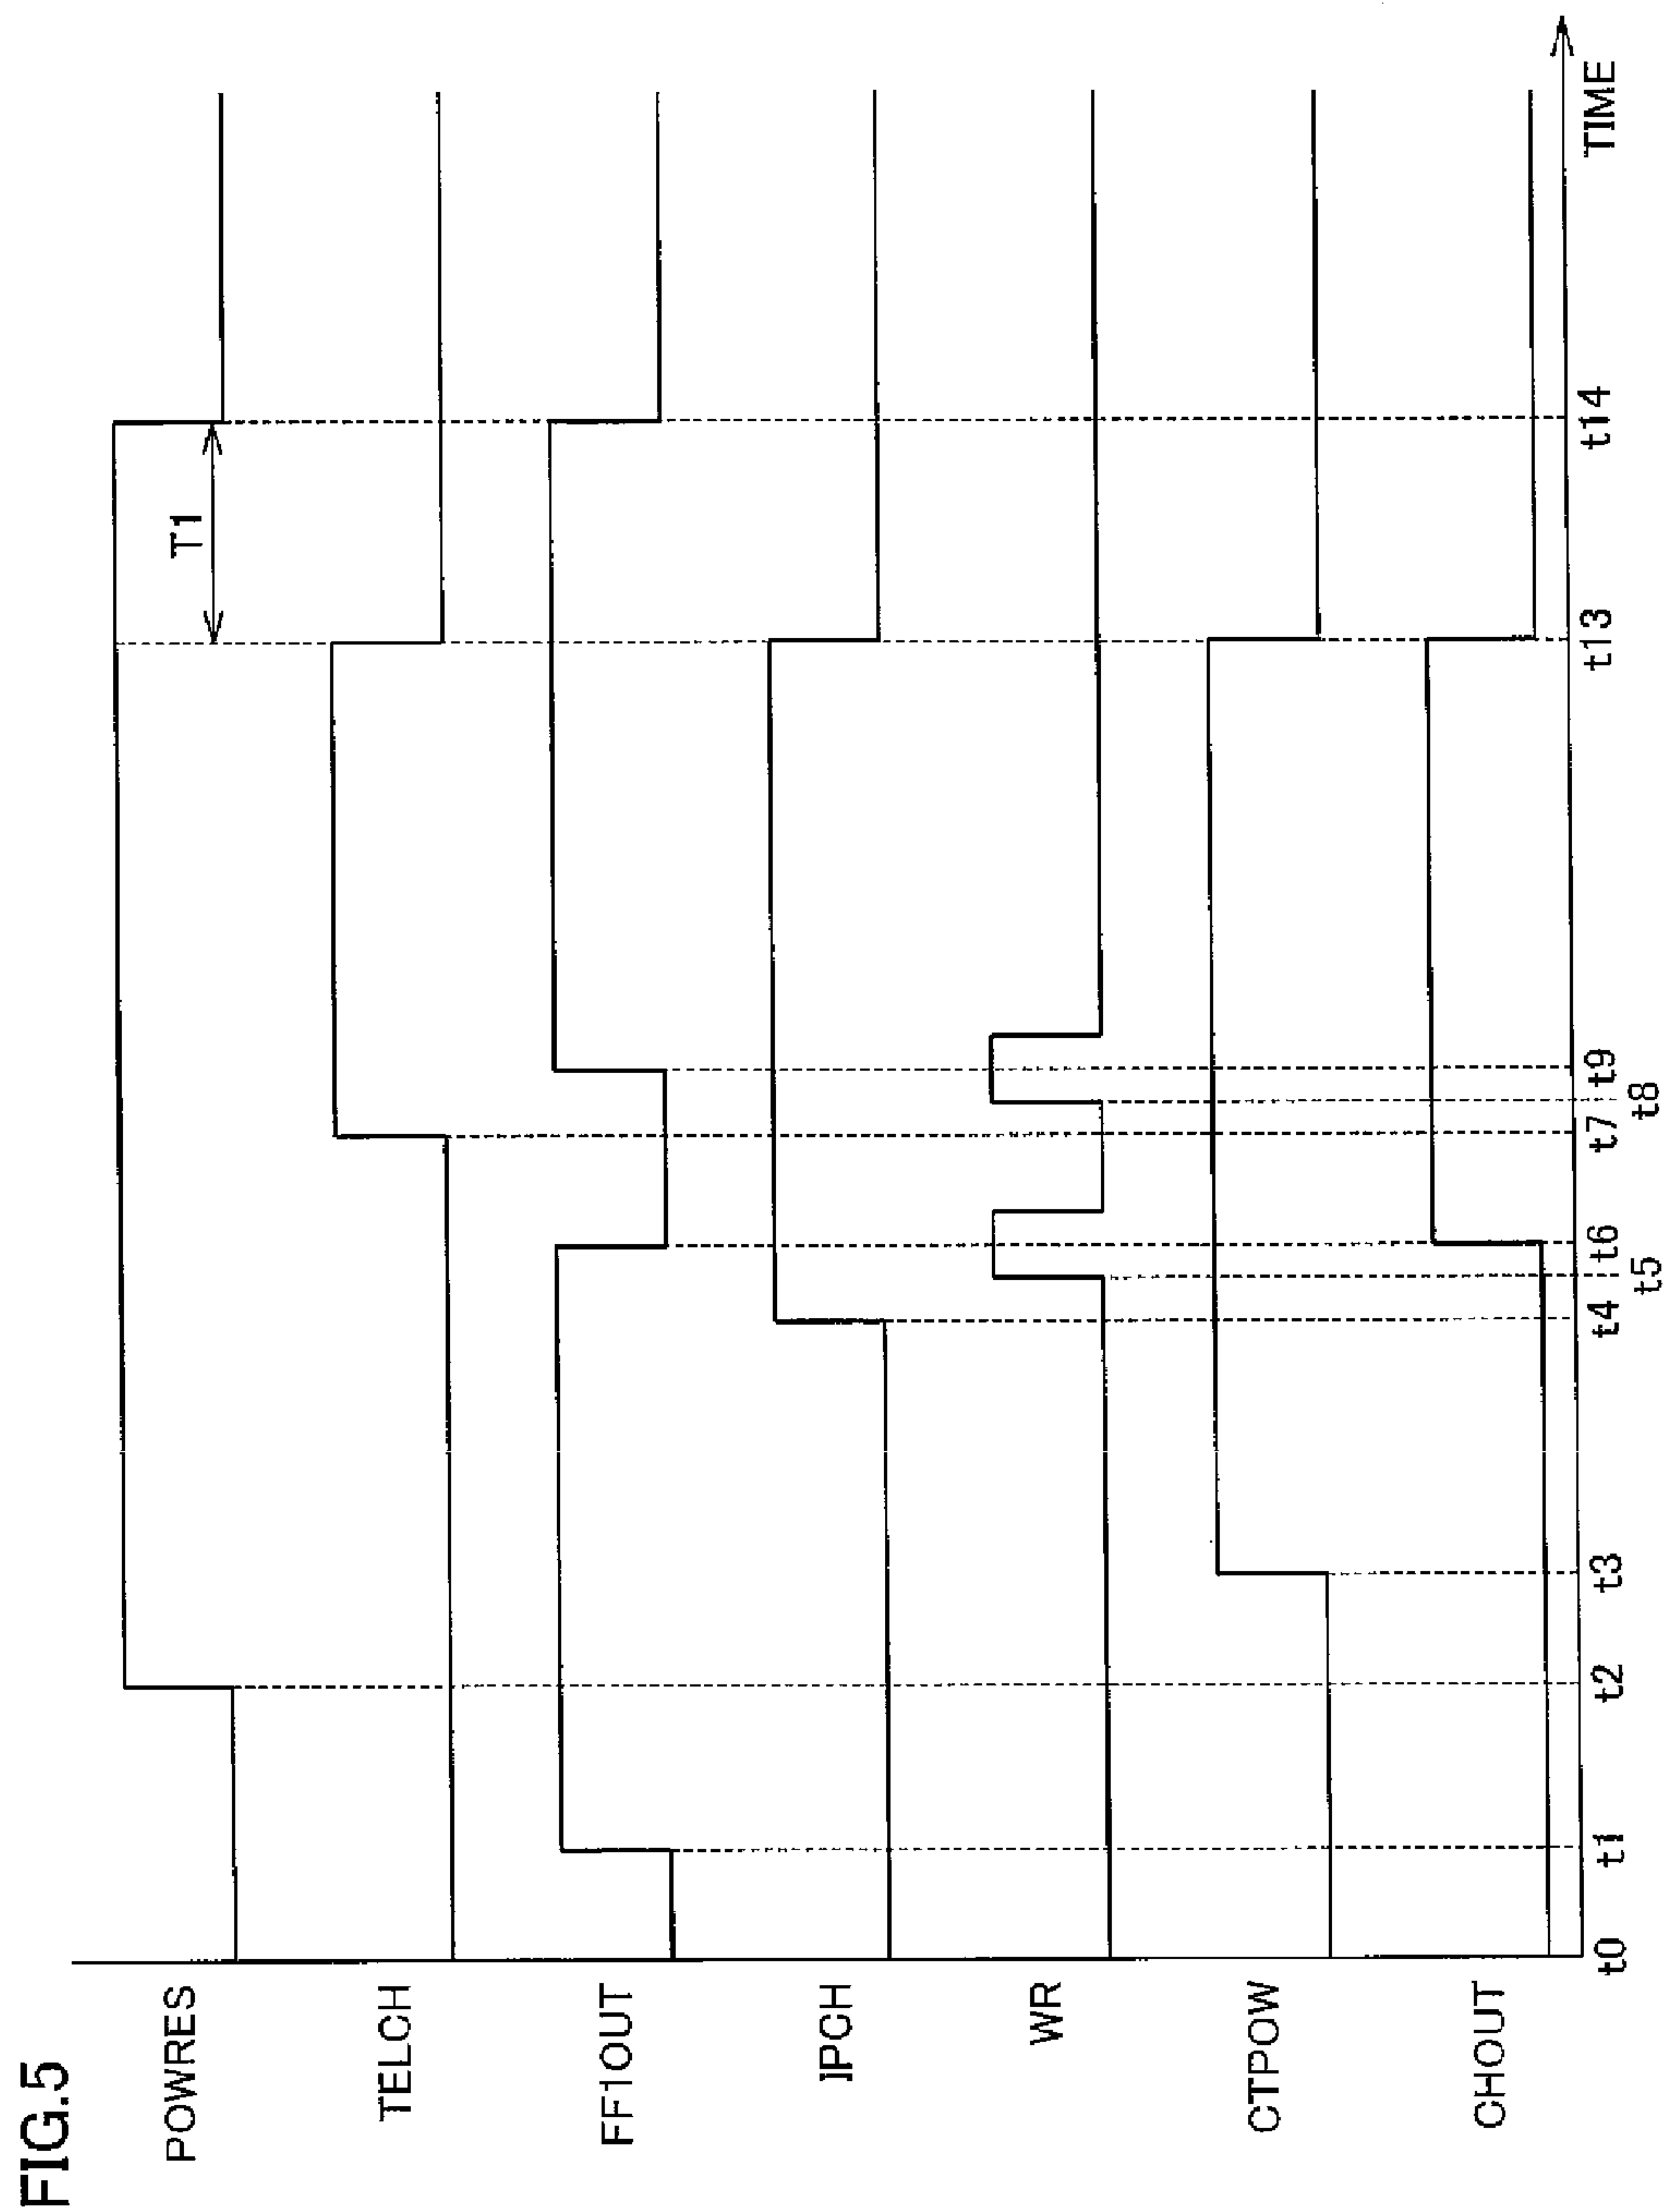 FIG.5
POWRES
T1
TELCH
FF1OUT
IPCH
WR
CTPOW
CHOUT
t0 t1 t2 t3 t4 t5 t6 t7 t8 t9 t13 t14
TIME